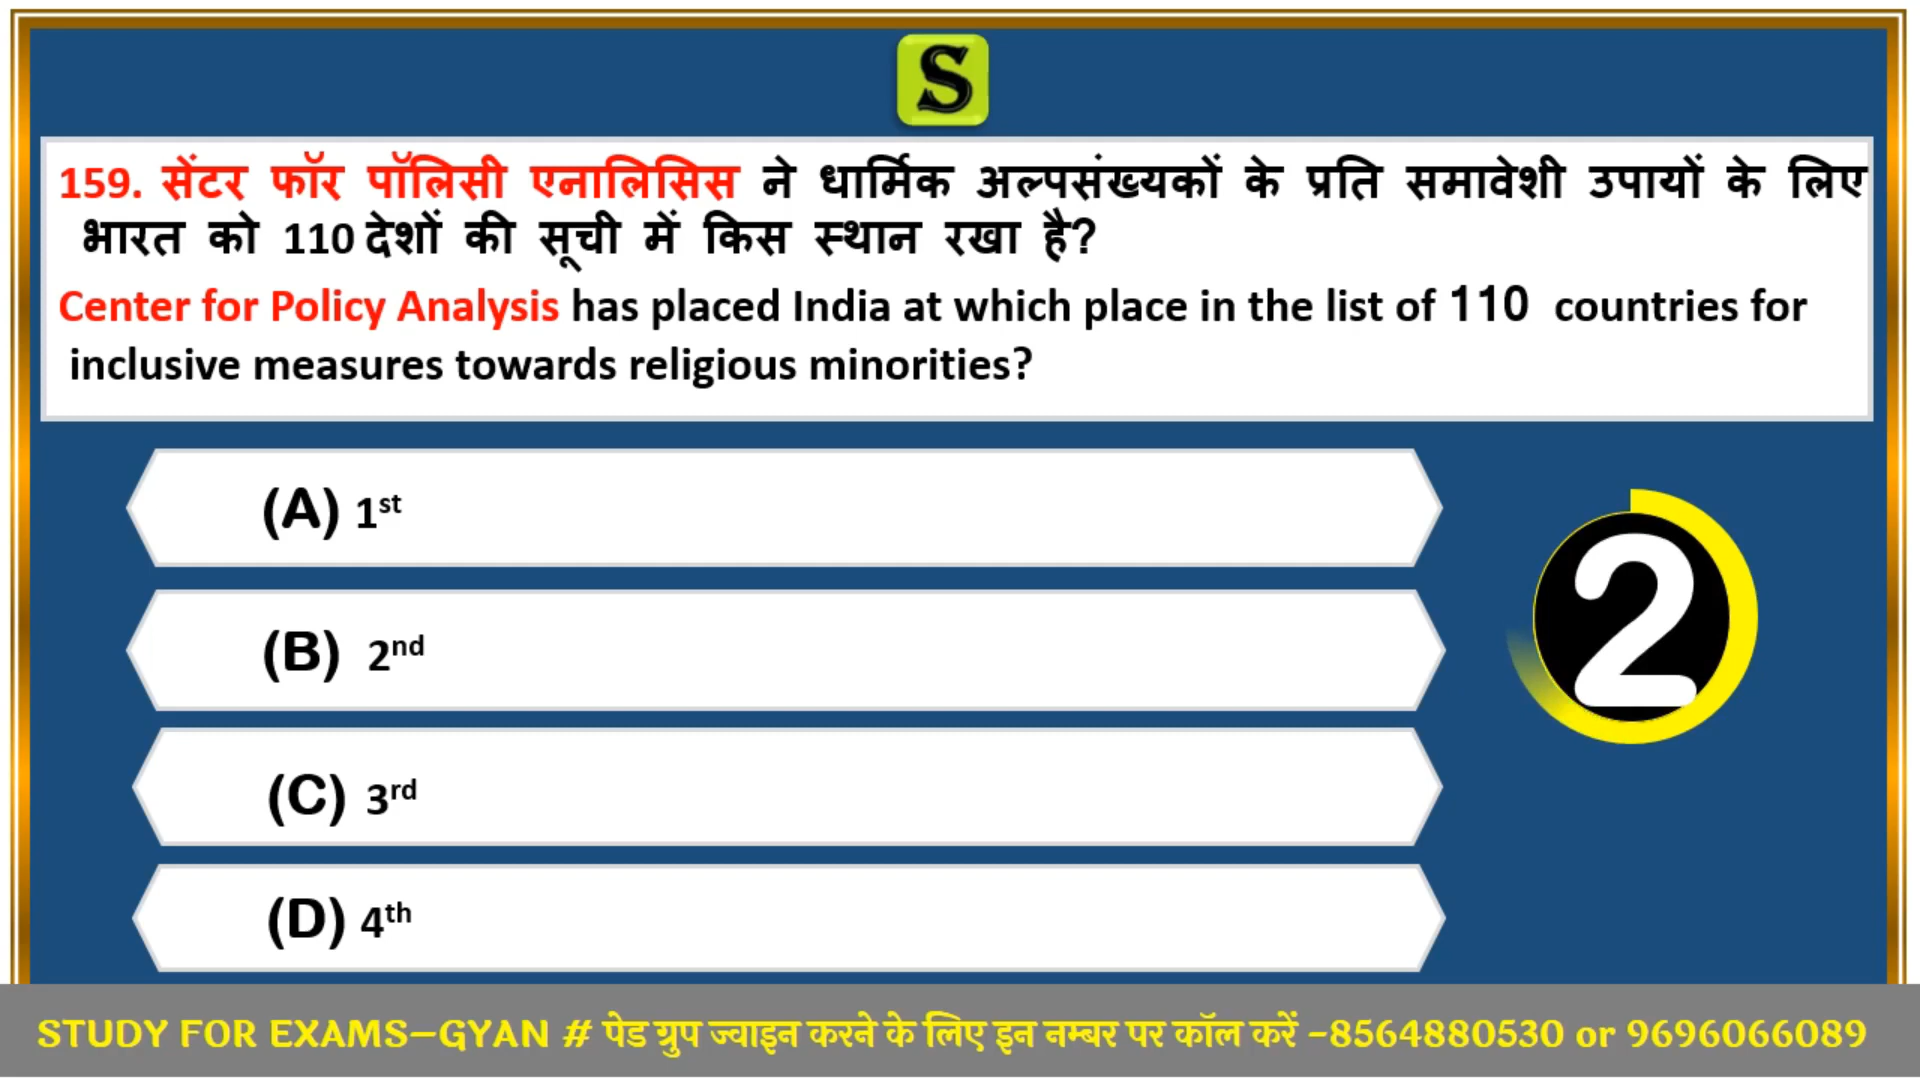 S
159. सेंटर फॉर पॉलिसी एनालिसिस ने धार्मिक अल्पसंख्यकों के प्रति समावेशी उपायों के लिए
भारत को 110 देशों की सूची में किस स्थान रखा है?
Center for Policy Analysis has placed India at which place in the list of 110 countries for
inclusive measures towards religious minorities?
(A) 1st
(B) 2nd
2
(C) 3rd
(D) 4th
STUDY FOR EXAMS–GYAN # पेड ग्रुप ज्वाइन करने के लिए इन नम्बर पर कॉल करें –8564880530 or 9696066089